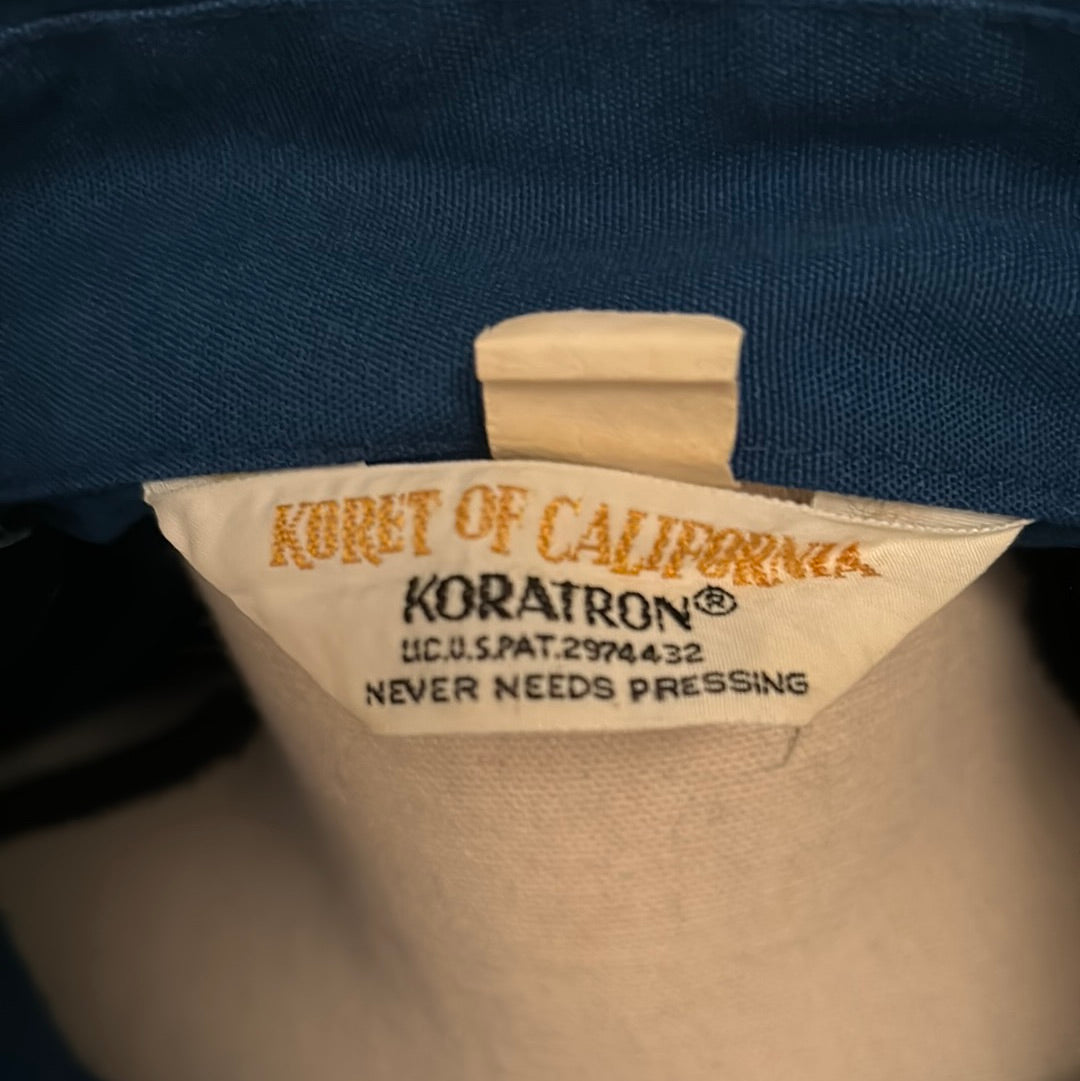 KORET OF CALIFORNIA
KORATRON®
LIC.U.S.PAT.2974432
NEVER NEEDS PRESSING